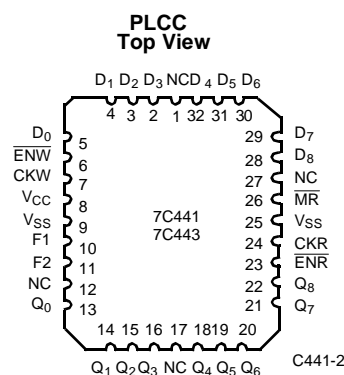 PLCC
Top View
D1 D2 D3 NC D4 D5 D6
4 3 2 1 32 31 30
D0 5 29 D7
E̅N̅W̅ 6 28 D8
CKW 7 27 NC
VCC 8 26 M̅R̅
VSS 9 25 VSS
F1 10 24 CKR
F2 11 23 E̅N̅R̅
NC 12 22 Q8
Q0 13 21 Q7
7C441
7C443
14 15 16 17 18 19 20
Q1 Q2 Q3 NC Q4 Q5 Q6
C441-2